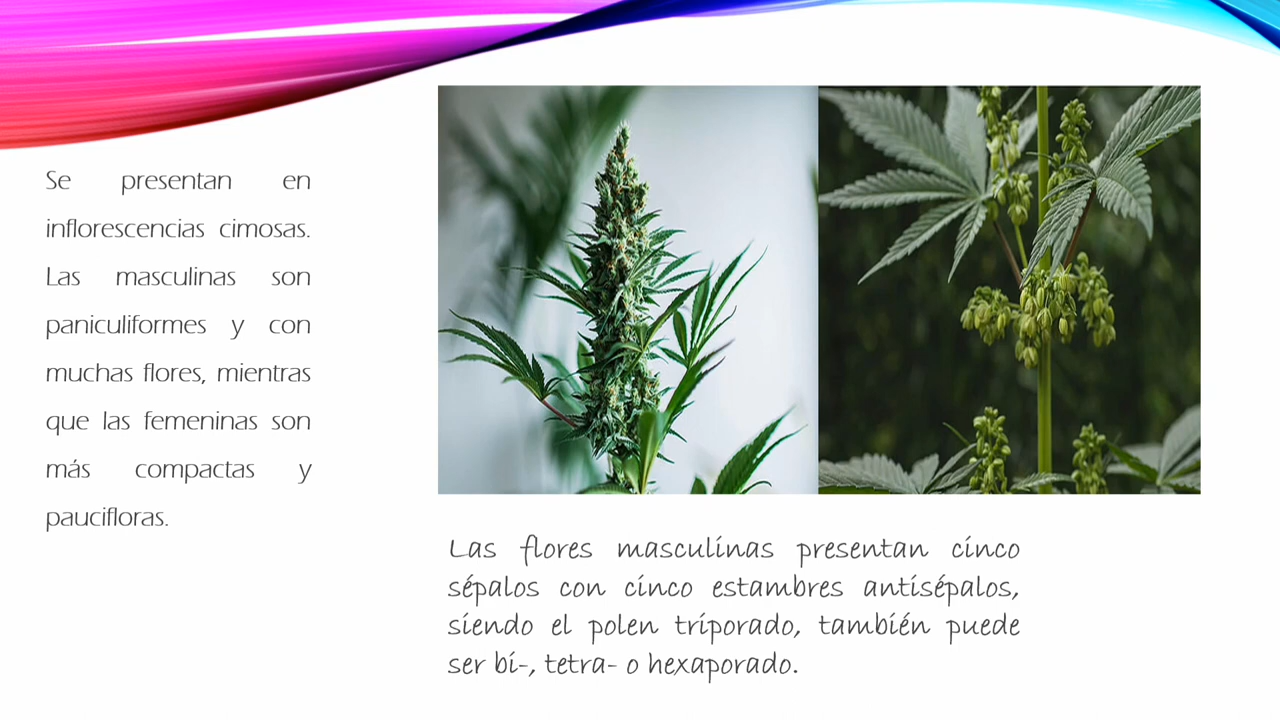 Se presentan en
inflorescencias cimosas.
Las masculinas son
paniculiformes y con
muchas flores, mientras
que las femeninas son
más compactas y
paucifloras.
Las flores masculinas presentan cinco
sépalos con cinco estambres antisépalos,
siendo el polen triporado, también puede
ser bi-, tetra- o hexaporado.